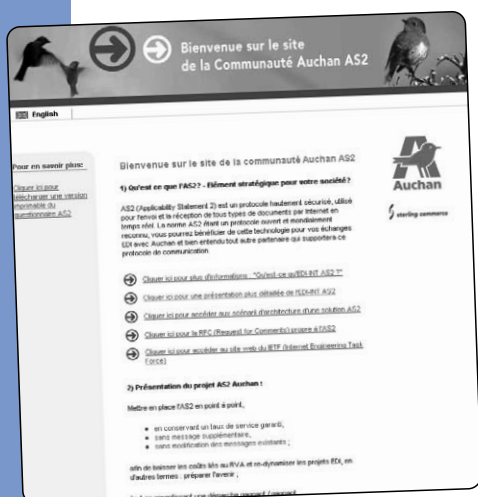 Bienvenue sur le site
de la Communauté Auchan AS2
English
Pour en savoir plus:
Cliquer ici pour
télécharger une version
imprimable du
questionnaire AS2
Bienvenue sur le site de la communauté Auchan AS2
1) Qu'est ce que l'AS2? - Elément stratégique pour votre société?
AS2 (Applicability Statement 2) est un protocole hautement sécurisé, utilisé
pour l'envoi et la réception de tous types de documents par Internet en
temps réel. La norme AS2 étant un protocole ouvert et mondialement
reconnu, vous pourrez bénéficier de cette technologie pour vos échanges
EDI avec Auchan et bien entendu tout autre partenaire qui supportera ce
protocole de communication.
Cliquer ici pour plus d'informations : "Qu'est-ce qu'EDI-INT AS2 ?"
Cliquer ici pour une présentation plus détaillée de l'EDI-INT AS2
Cliquer ici pour accéder aux scénarii d'architecture d'une solution AS2
Cliquer ici pour la RFC (Request for Comments) propre à l'AS2
Cliquer ici pour accéder au site web du IETF (Internet Engineering Task
Force)
Auchan
sterling commerce
2) Présentation du projet AS2 Auchan :
Mettre en place l'AS2 en point à point,
en conservant un taux de service garanti,
sans message supplémentaire,
sans modification des messages existants ;
afin de baisser les coûts liés au RVA et re-dynamiser les projets EDI, en
d'autres termes : préparer l'avenir ;
une démarche gagnant / gagnant